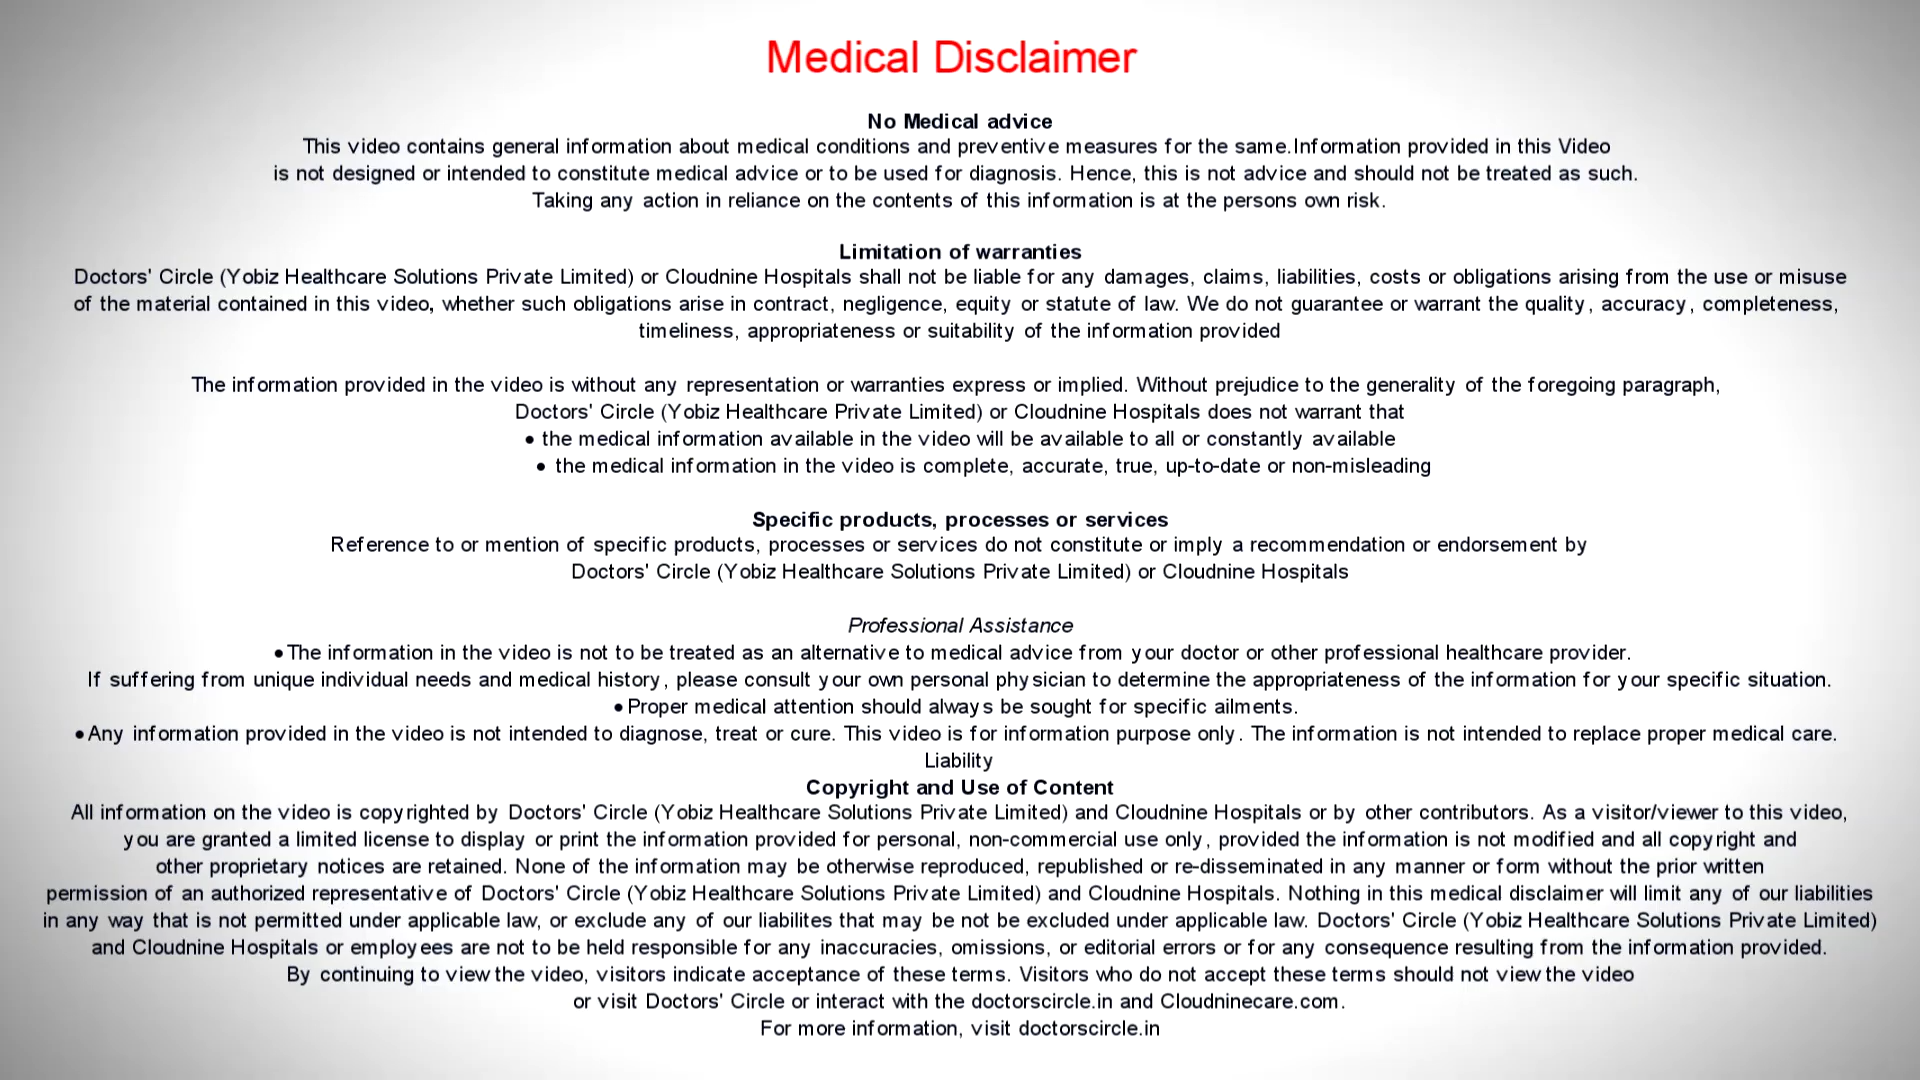 Medical Disclaimer
No Medical advice
This video contains general information about medical conditions and preventive measures for the same.Information provided in this Video
is not designed or intended to constitute medical advice or to be used for diagnosis. Hence, this is not advice and should not be treated as such.
Taking any action in reliance on the contents of this information is at the persons own risk.
Limitation of warranties
Doctors' Circle (Yobiz Healthcare Solutions Private Limited) or Cloudnine Hospitals shall not be liable for any damages, claims, liabilities, costs or obligations arising from the use or misuse
of the material contained in this video, whether such obligations arise in contract, negligence, equity or statute of law. We do not guarantee or warrant the quality, accuracy, completeness,
timeliness, appropriateness or suitability of the information provided
The information provided in the video is without any representation or warranties express or implied. Without prejudice to the generality of the foregoing paragraph,
Doctors' Circle (Yobiz Healthcare Private Limited) or Cloudnine Hospitals does not warrant that
• the medical information available in the video will be available to all or constantly available
• the medical information in the video is complete, accurate, true, up-to-date or non-misleading
Specific products, processes or services
Reference to or mention of specific products, processes or services do not constitute or imply a recommendation or endorsement by
Doctors' Circle (Yobiz Healthcare Solutions Private Limited) or Cloudnine Hospitals
Professional Assistance
•The information in the video is not to be treated as an alternative to medical advice from your doctor or other professional healthcare provider.
If suffering from unique individual needs and medical history, please consult your own personal physician to determine the appropriateness of the information for your specific situation.
•Proper medical attention should always be sought for specific ailments.
•Any information provided in the video is not intended to diagnose, treat or cure. This video is for information purpose only. The information is not intended to replace proper medical care.
Liability
Copyright and Use of Content
All information on the video is copyrighted by Doctors' Circle (Yobiz Healthcare Solutions Private Limited) and Cloudnine Hospitals or by other contributors. As a visitor/viewer to this video,
you are granted a limited license to display or print the information provided for personal, non-commercial use only, provided the information is not modified and all copyright and
other proprietary notices are retained. None of the information may be otherwise reproduced, republished or re-disseminated in any manner or form without the prior written
permission of an authorized representative of Doctors' Circle (Yobiz Healthcare Solutions Private Limited) and Cloudnine Hospitals. Nothing in this medical disclaimer will limit any of our liabilities
in any way that is not permitted under applicable law, or exclude any of our liabilites that may be not be excluded under applicable law. Doctors' Circle (Yobiz Healthcare Solutions Private Limited)
and Cloudnine Hospitals or employees are not to be held responsible for any inaccuracies, omissions, or editorial errors or for any consequence resulting from the information provided.
By continuing to view the video, visitors indicate acceptance of these terms. Visitors who do not accept these terms should not view the video
or visit Doctors' Circle or interact with the doctorscircle.in and Cloudninecare.com.
For more information, visit doctorscircle.in